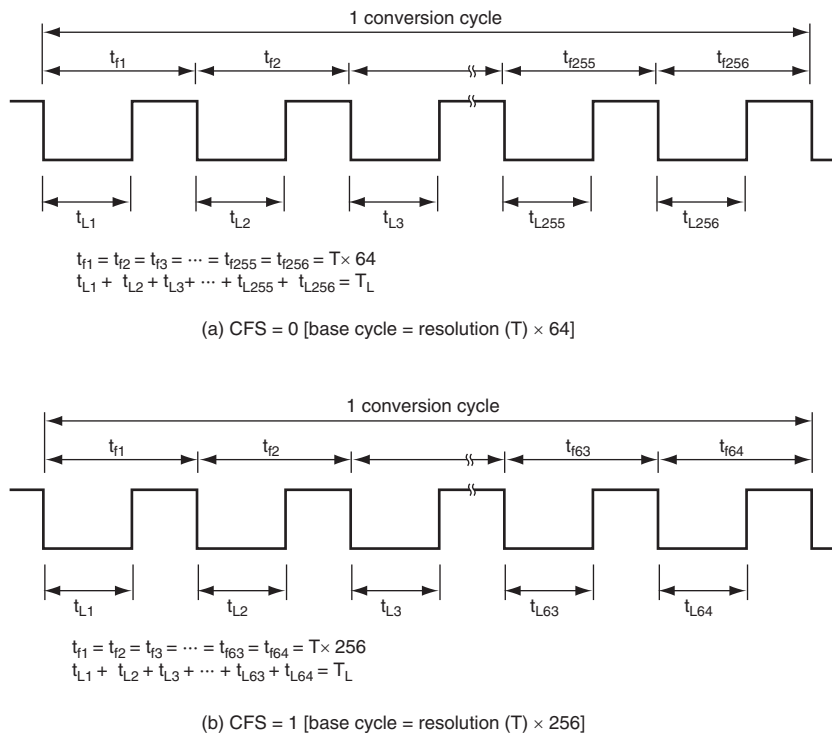 1 conversion cycle
t_f1 t_f2 t_f255 t_f256
t_L1 t_L2 t_L3 t_L255 t_L256
t_f1 = t_f2 = t_f3 = ··· = t_f255 = t_f256 = T × 64
t_L1 + t_L2 + t_L3 + ··· + t_L255 + t_L256 = T_L
(a) CFS = 0 [base cycle = resolution (T) × 64]
1 conversion cycle
t_f1 t_f2 t_f63 t_f64
t_L1 t_L2 t_L3 t_L63 t_L64
t_f1 = t_f2 = t_f3 = ··· = t_f63 = t_f64 = T × 256
t_L1 + t_L2 + t_L3 + ··· + t_L63 + t_L64 = T_L
(b) CFS = 1 [base cycle = resolution (T) × 256]